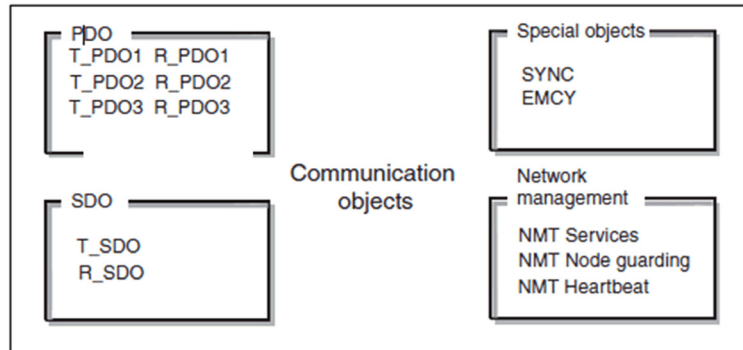 PDO
T_PDO1 R_PDO1
T_PDO2 R_PDO2
T_PDO3 R_PDO3
Special objects
SYNC
EMCY
Communication
objects
SDO
T_SDO
R_SDO
Network
management
NMT Services
NMT Node guarding
NMT Heartbeat